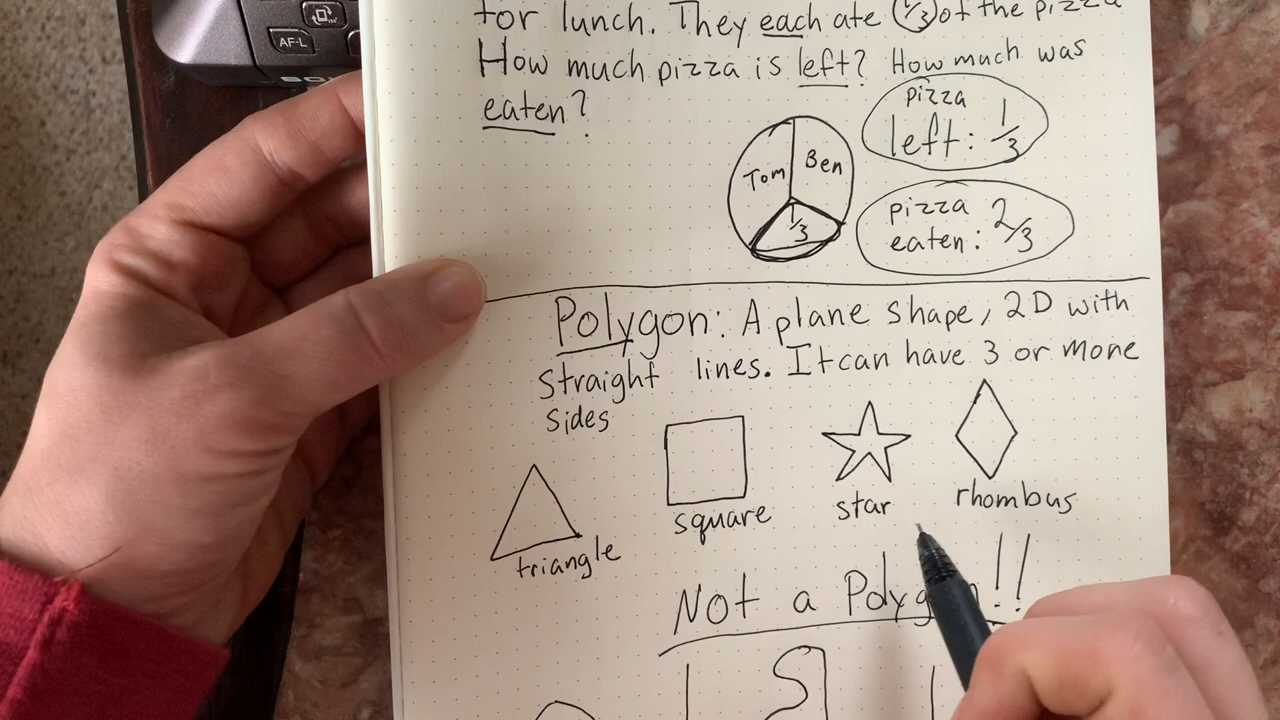 AF-L
for lunch. They each ate 1/3 of the pizza
How much pizza is left? How much was
eaten?
pizza
left: 1/3
Tom
Ben
1/3
pizza
eaten: 2/3
Polygon: A plane shape, 2D with
straight lines. It can have 3 or more
sides
triangle
square
star
rhombus
Not a Polygon!!